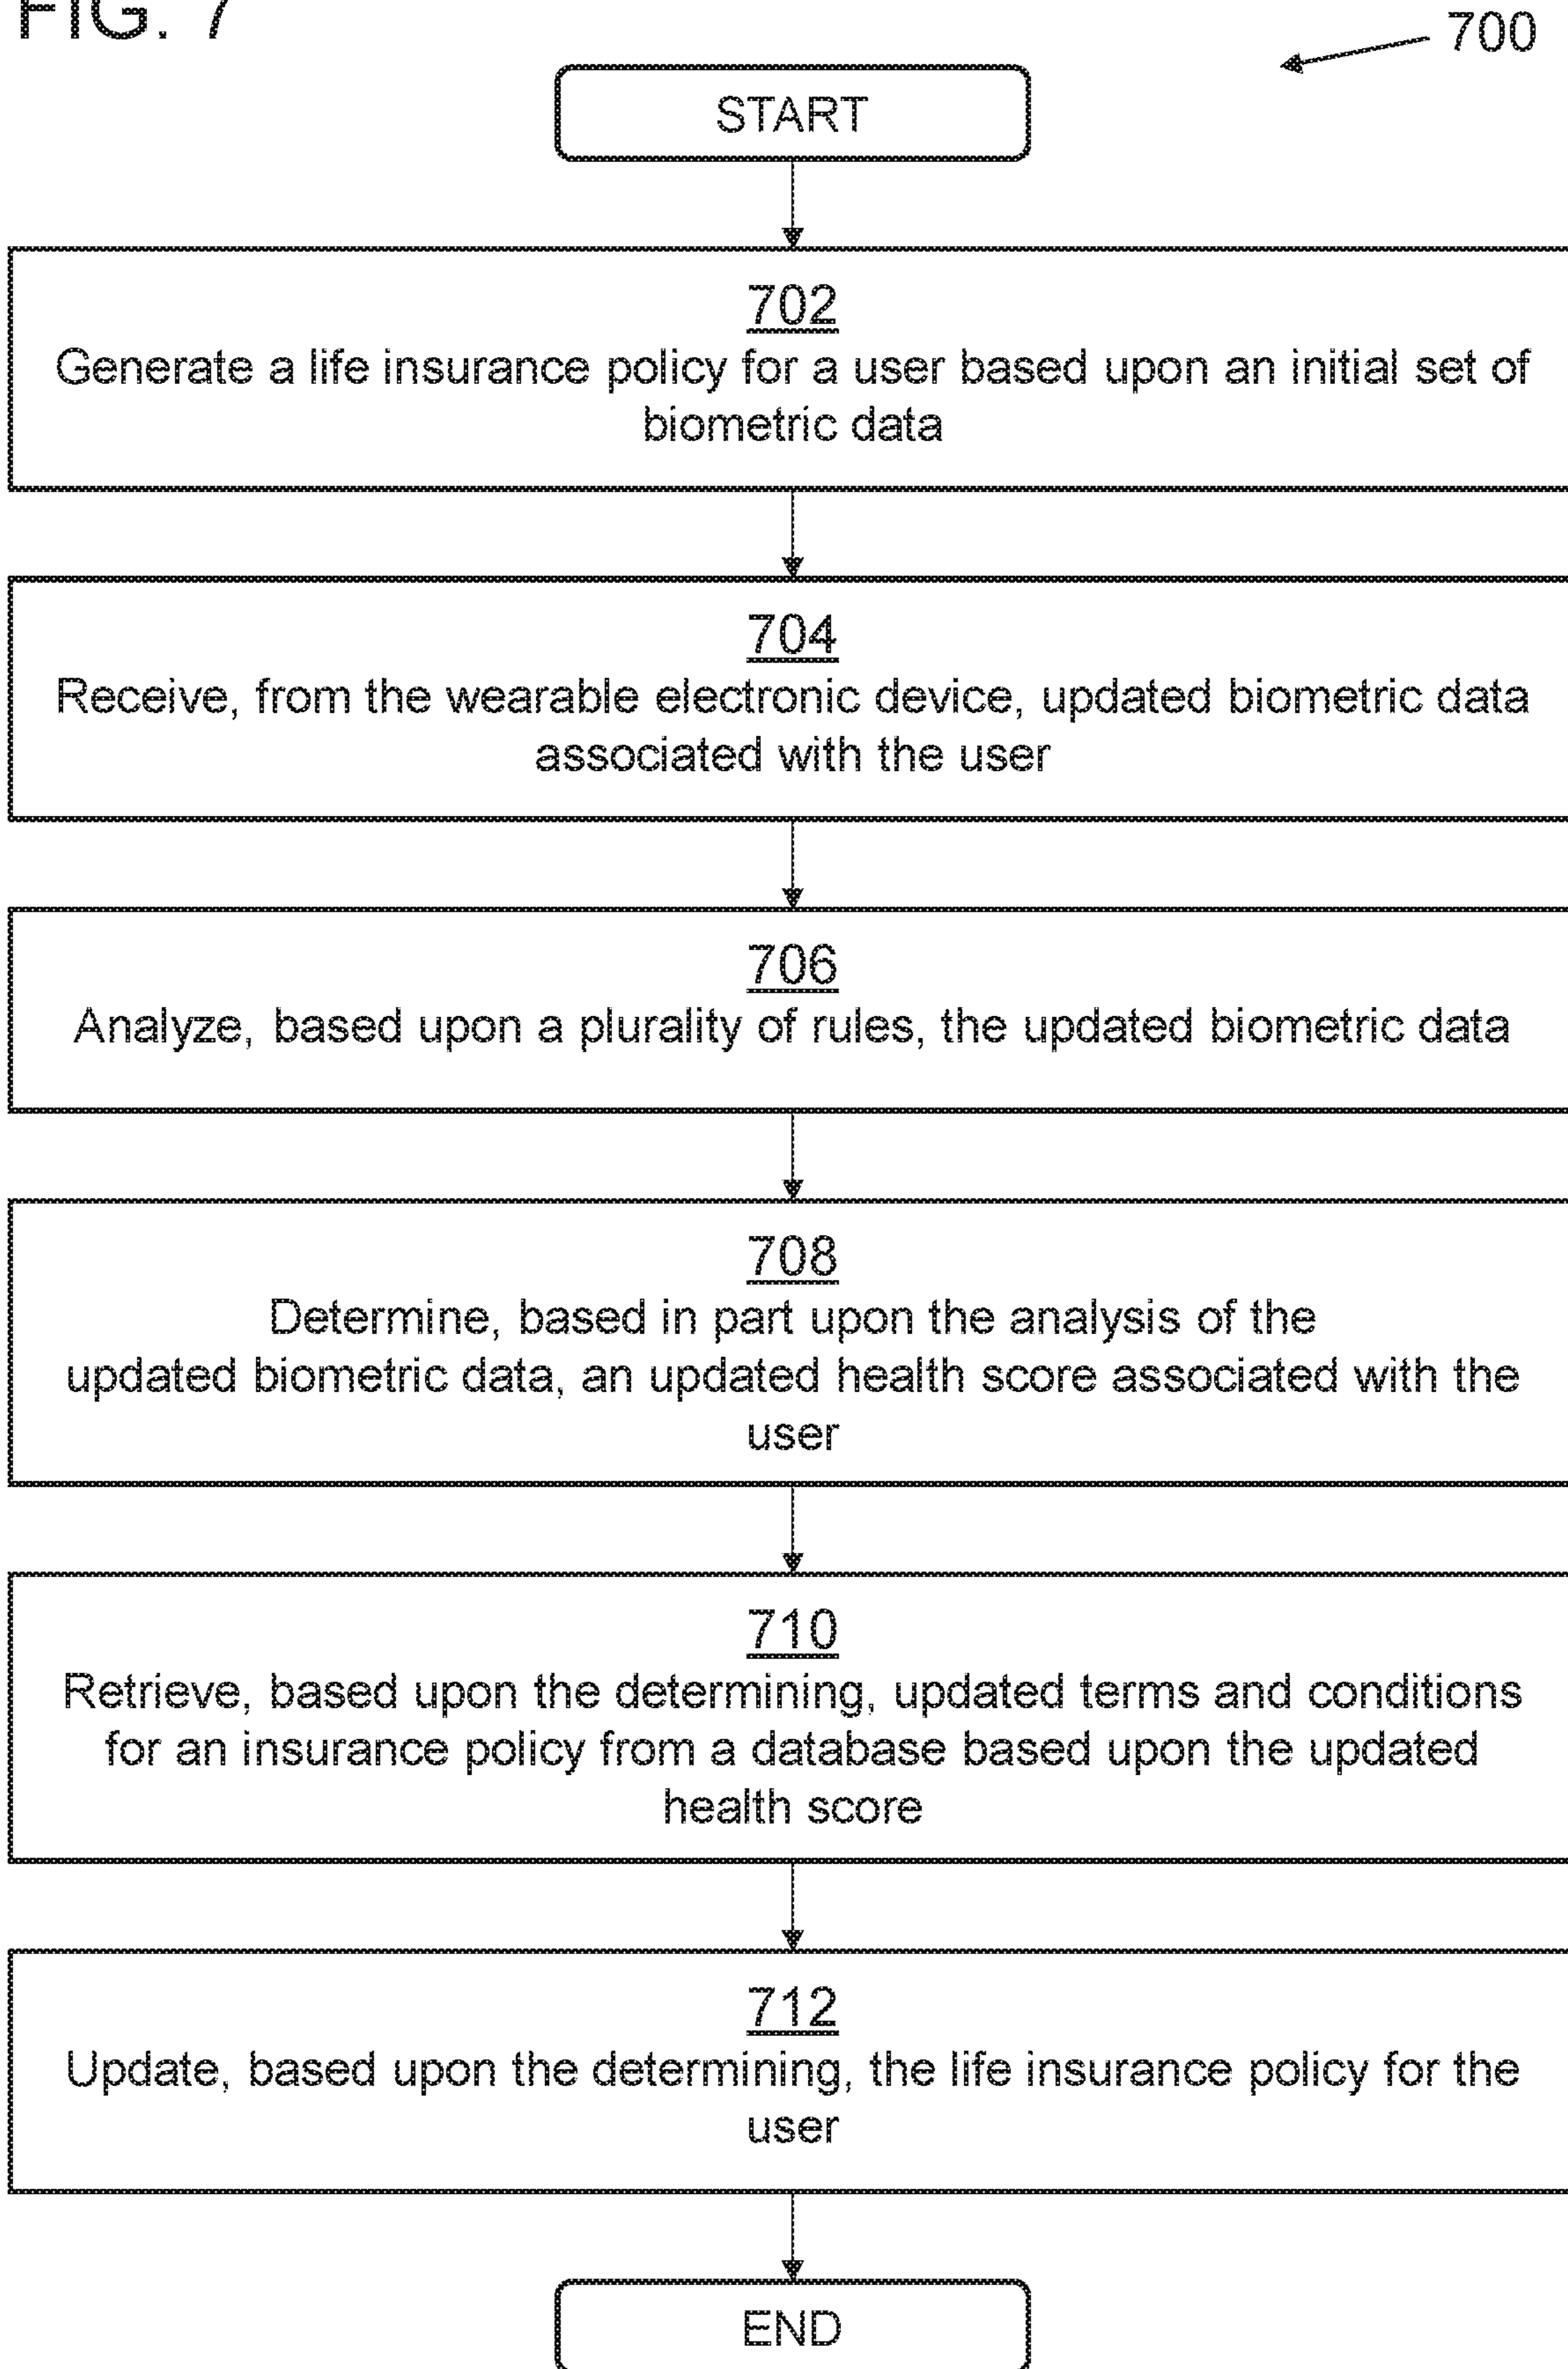 FIG. 7
700
START
702
Generate a life insurance policy for a user based upon an initial set of
biometric data
704
Receive, from the wearable electronic device, updated biometric data
associated with the user
706
Analyze, based upon a plurality of rules, the updated biometric data
708
Determine, based in part upon the analysis of the
updated biometric data, an updated health score associated with the
user
710
Retrieve, based upon the determining, updated terms and conditions
for an insurance policy from a database based upon the updated
health score
712
Update, based upon the determining, the life insurance policy for the
user
END